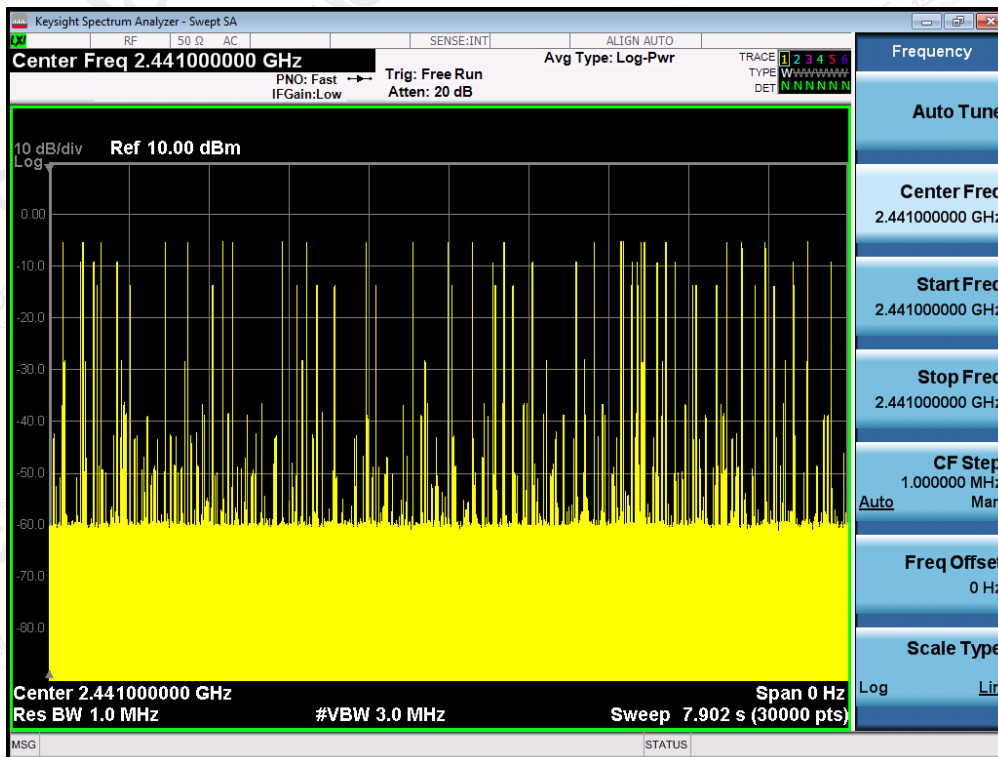 Keysight Spectrum Analyzer - Swept SA
LXI RF 50 Ω AC SENSE:INT ALIGN AUTO
Center Freq 2.441000000 GHz
PNO: Fast
IFGain:Low
Trig: Free Run
Atten: 20 dB
Avg Type: Log-Pwr
TRACE 1 2 3 4 5 6
TYPE WWWWWW
DET N N N N N N
10 dB/div Ref 10.00 dBm
Log
0.00
-10.0
-20.0
-30.0
-40.0
-50.0
-60.0
-70.0
-80.0
Center 2.441000000 GHz Span 0 Hz
Res BW 1.0 MHz #VBW 3.0 MHz Sweep 7.902 s (30000 pts)
MSG STATUS
Frequency
Auto Tune
Center Freq
2.441000000 GHz
Start Freq
2.441000000 GHz
Stop Freq
2.441000000 GHz
CF Step
1.000000 MHz
Auto Man
Freq Offset
0 Hz
Scale Type
Log Lin